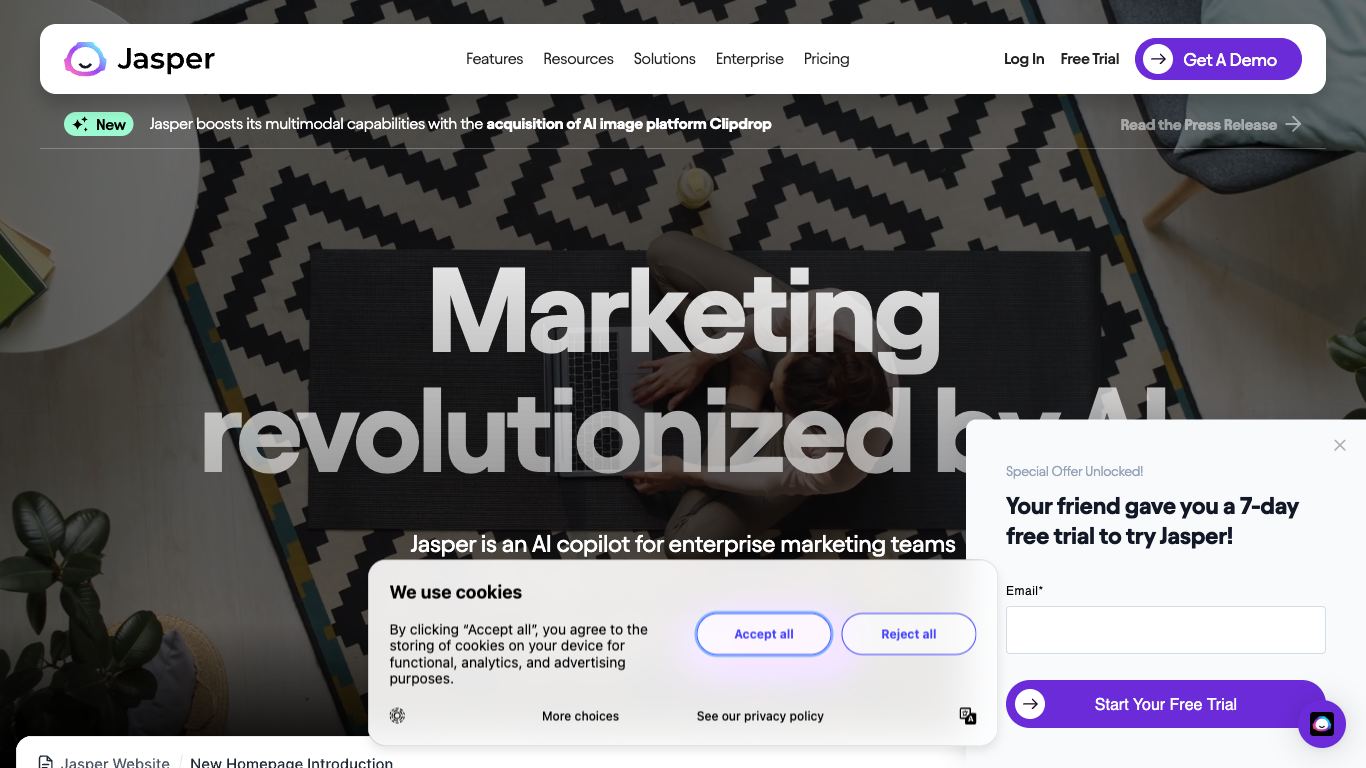 Jasper
Features
Resources
Solutions
Enterprise
Pricing
Log In
Free Trial
Get A Demo
New
Jasper boosts its multimodal capabilities with the acquisition of AI image platform Clipdrop
Read the Press Release
Marketing
revolutionized by AI
Jasper is an AI copilot for enterprise marketing teams
Special Offer Unlocked!
Your friend gave you a 7-day
free trial to try Jasper!
Email*
Start Your Free Trial
We use cookies
By clicking “Accept all”, you agree to the
storing of cookies on your device for
functional, analytics, and advertising
purposes.
Accept all
Reject all
More choices
See our privacy policy
Jasper Website / New Homepage Introduction